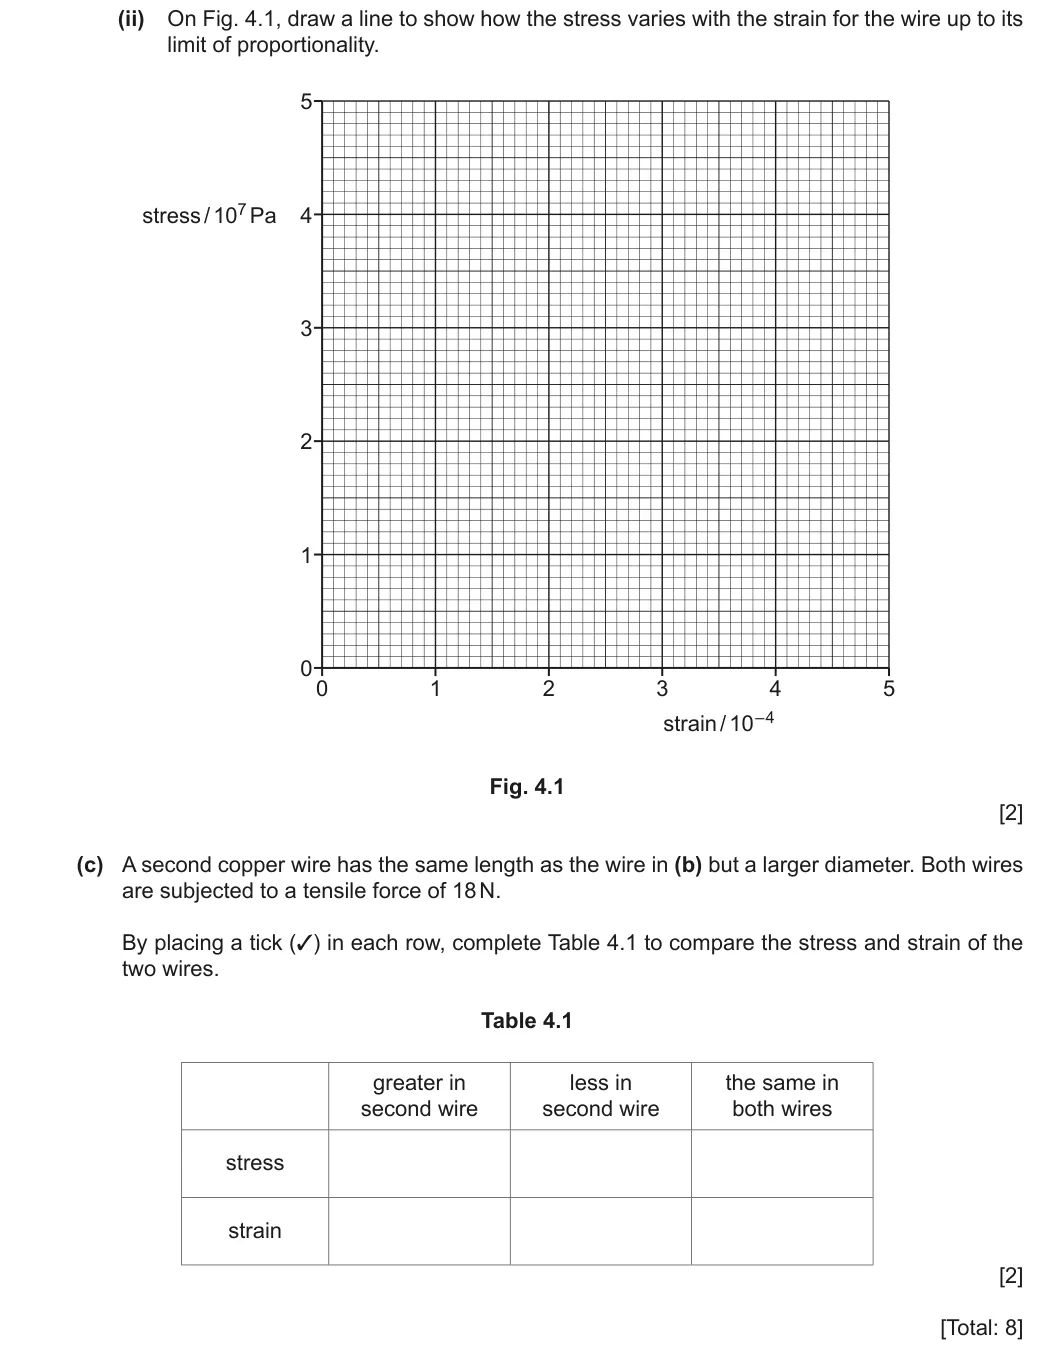 (ii) On Fig. 4.1, draw a line to show how the stress varies with the strain for the wire up to its
limit of proportionality.
5
stress / 10⁷ Pa 4
3
2
1
0
0 1 2 3 4 5
strain / 10⁻⁴
Fig. 4.1
[2]
(c) A second copper wire has the same length as the wire in (b) but a larger diameter. Both wires
are subjected to a tensile force of 18 N.
By placing a tick (✓) in each row, complete Table 4.1 to compare the stress and strain of the
two wires.
Table 4.1
greater in less in the same in
second wire second wire both wires
stress
strain
[2]
[Total: 8]